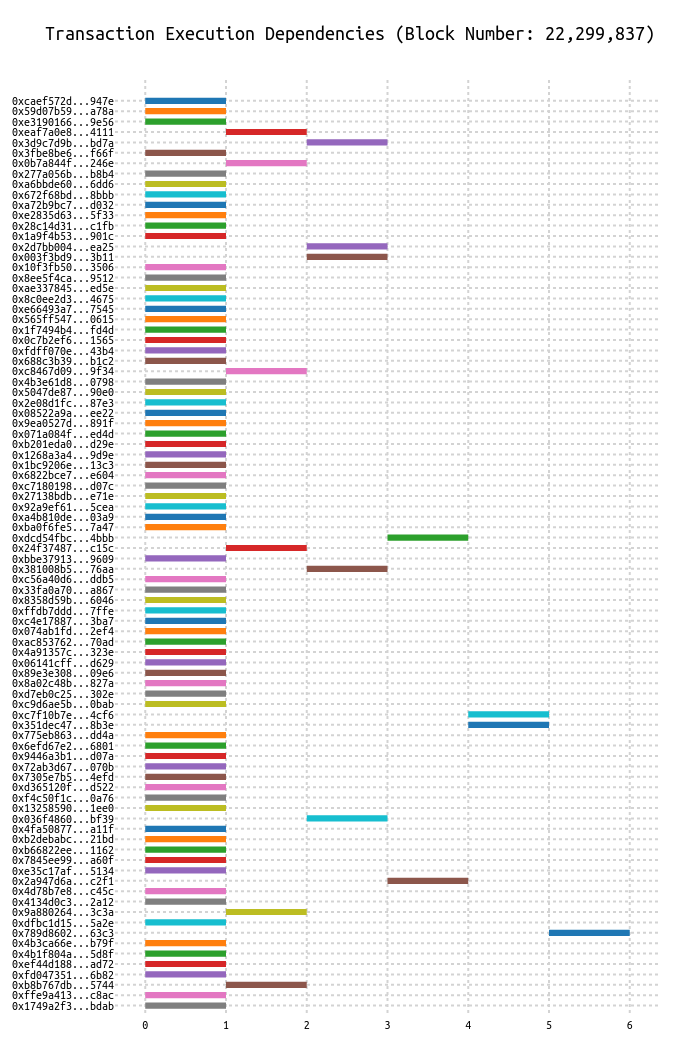 Transaction Execution Dependencies (Block Number: 22,299,837)
0xcaef572d...947e
0x59d07b59...a78a
0xe3190166...9e56
0xeaf7a0e8...4111
0x3d9c7d9b...bd7a
0x3fbe8be6...f66f
0x0b7a844f...246e
0x277a056b...b8b4
0xa6bbde60...6dd6
0x672f68bd...8bbb
0xa72b9bc7...d032
0xe2835d63...5f33
0x28c14d31...c1fb
0x1a9f4b53...901c
0x2d7bb004...ea25
0x003f3bd9...3b11
0x10f3fb50...3506
0x8ee5f4ca...9512
0xae337845...ed5e
0x8c0ee2d3...4675
0xe66493a7...7545
0x565ff547...0615
0x1f7494b4...fd4d
0x0c7b2ef6...1565
0xfdff070e...43b4
0x688c3b39...b1c2
0xc8467d09...9f34
0x4b3e61d8...0798
0x5047de87...90e0
0x2e08d1fc...87e3
0x08522a9a...ee22
0x9ea0527d...891f
0x071a084f...ed4d
0xb201eda0...d29e
0x1268a3a4...9d9e
0x1bc9206e...13c3
0x6822bce7...e604
0xc7180198...d07c
0x27138bdb...e71e
0x92a9ef61...5cea
0xa4b810de...03a9
0xba0f6fe5...7a47
0xdcd54fbc...4bbb
0x24f37487...c15c
0xbbe37913...9609
0x381008b5...76aa
0xc56a40d6...ddb5
0x33fa0a70...a867
0x8358d59b...6046
0xffdb7ddd...7ffe
0xc4e17887...3ba7
0x074ab1fd...2ef4
0xac853762...70ad
0x4a91357c...323e
0x06141cff...d629
0x89e3e308...09e6
0x8a02c48b...827a
0xd7eb0c25...302e
0xc9d6ae5b...0bab
0xc7f10b7e...4cf6
0x351dec47...8b3e
0x775eb863...dd4a
0x6efd67e2...6801
0x9446a3b1...d07a
0x72ab3d67...070b
0x7305e7b5...4efd
0xd365120f...d522
0xf4c50f1c...0a76
0x13258590...1ee0
0x036f4860...bf39
0x4fa50877...a11f
0xb2debabc...21bd
0xb66822ee...1162
0x7845ee99...a60f
0xe35c17af...5134
0x2a947d6a...c2f1
0x4d78b7e8...c45c
0x4134d0c3...2a12
0x9a880264...3c3a
0xdfbc1d15...5a2e
0x789d8602...63c3
0x4b3ca66e...b79f
0x4b1f804a...5d8f
0xef44d188...ad72
0xfd047351...6b82
0xb8b767db...5744
0xffe9a413...c8ac
0x1749a2f3...bdab
0 1 2 3 4 5 6